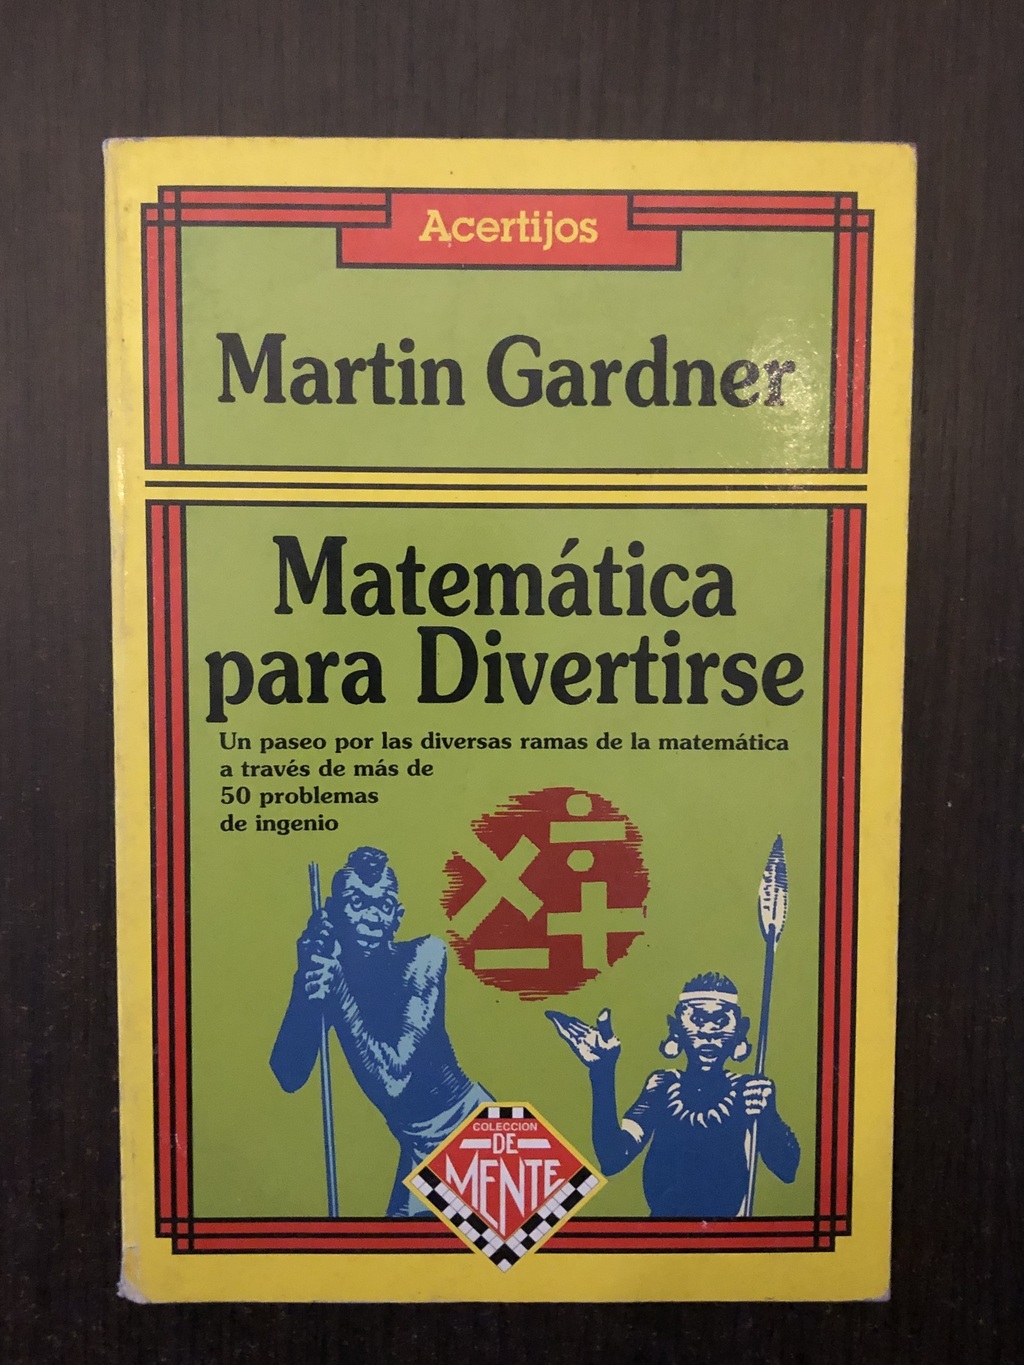 Acertijos
Martin Gardner
Matemática
para Divertirse
Un paseo por las diversas ramas de la matemática
a través de más de
50 problemas
de ingenio
COLECCION
DE
MENTE